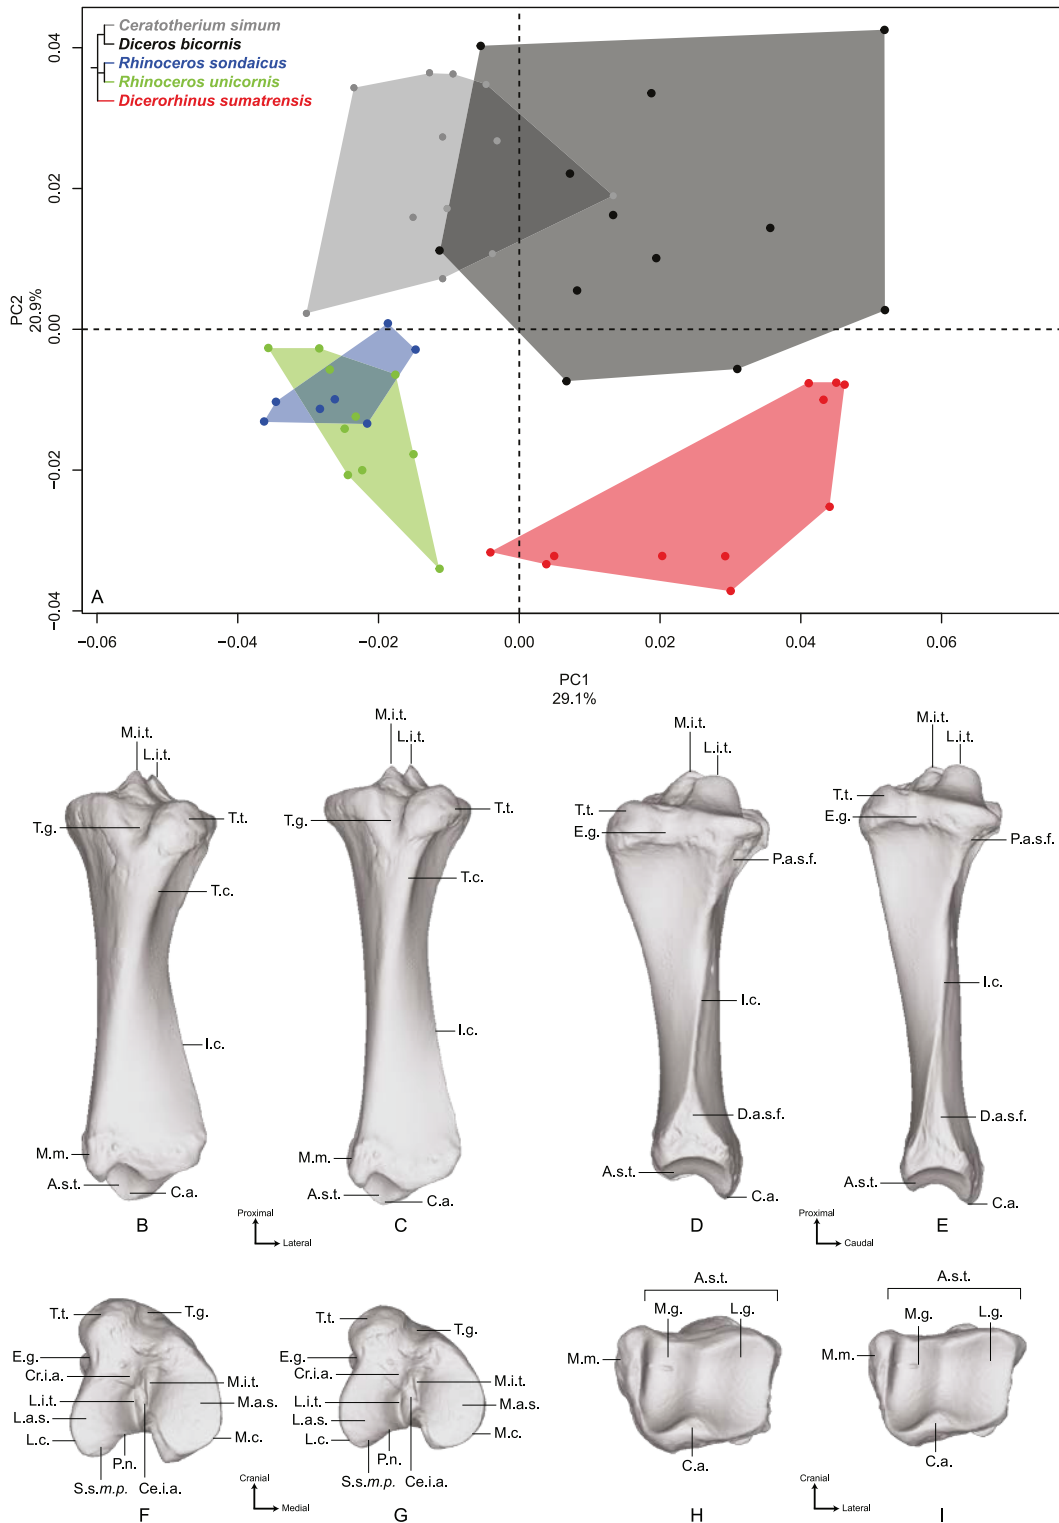 Ceratotherium simum
Diceros bicornis
Rhinoceros sondaicus
Rhinoceros unicornis
Dicerorhinus sumatrensis
PC2
20.9%
0.04
0.02
0.00
−0.02
−0.04
A
−0.06
−0.04
−0.02
0.00
0.02
0.04
0.06
PC1
29.1%
M.i.t.
L.i.t.
T.g.
T.t.
T.c.
I.c.
M.m.
A.s.t.
C.a.
B
M.i.t.
L.i.t.
T.g.
T.t.
T.c.
I.c.
M.m.
A.s.t.
C.a.
C
Proximal
Lateral
M.i.t.
L.i.t.
T.t.
E.g.
P.a.s.f.
I.c.
D.a.s.f.
A.s.t.
C.a.
D
M.i.t.
L.i.t.
T.t.
E.g.
P.a.s.f.
I.c.
D.a.s.f.
A.s.t.
C.a.
E
Proximal
Caudal
T.t.
T.g.
E.g.
Cr.i.a.
M.i.t.
L.i.t.
M.a.s.
L.a.s.
L.c.
M.c.
P.n.
S.s.m.p.
Ce.i.a.
F
T.t.
T.g.
E.g.
Cr.i.a.
M.i.t.
L.i.t.
M.a.s.
L.a.s.
L.c.
M.c.
P.n.
S.s.m.p.
Ce.i.a.
G
Cranial
Medial
A.s.t.
M.g.
L.g.
M.m.
C.a.
H
A.s.t.
M.g.
L.g.
M.m.
C.a.
I
Cranial
Lateral